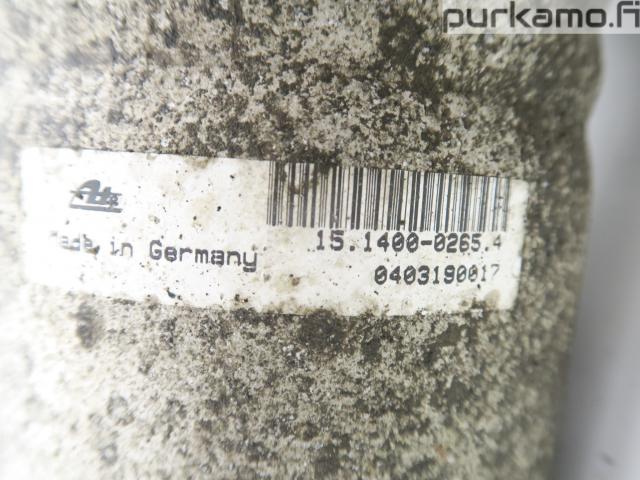 purkamo.fi
Ate
Made in Germany
15.1400-0265.4
0403190017